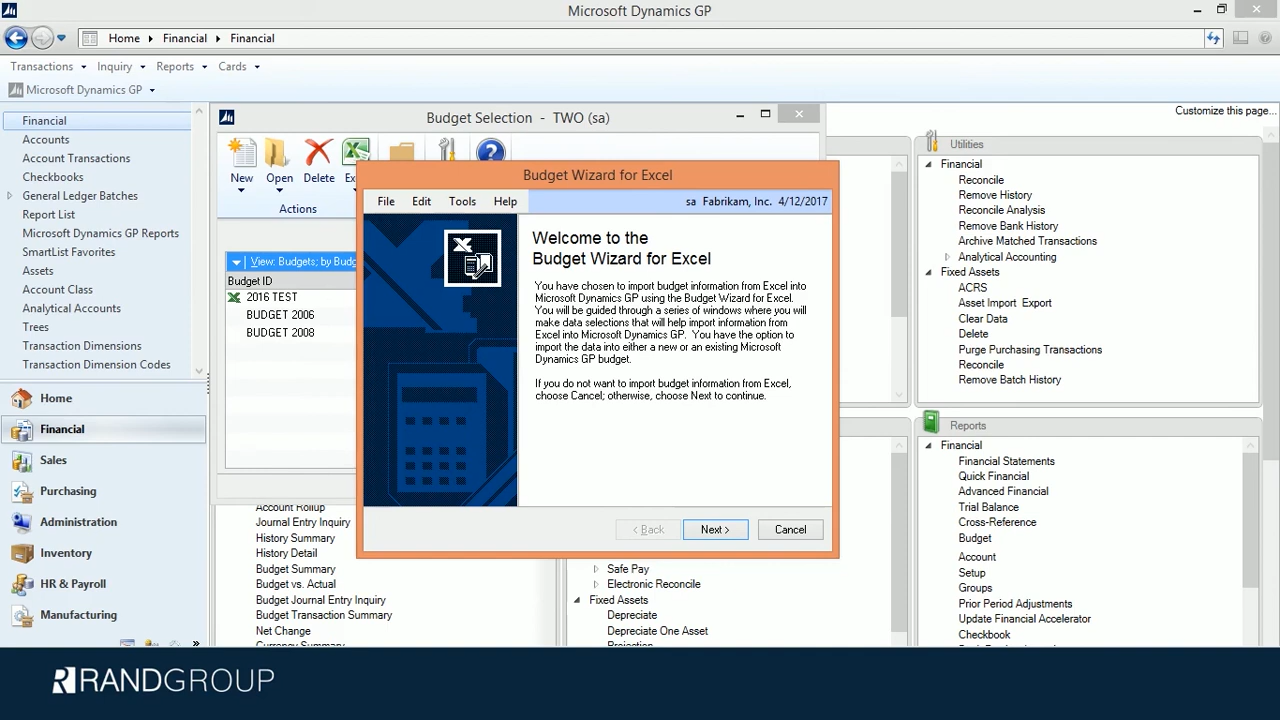 Microsoft Dynamics GP
Home Financial Financial
Transactions Inquiry Reports Cards
Microsoft Dynamics GP
Customize this page...
Financial
Accounts
Account Transactions
Checkbooks
General Ledger Batches
Report List
Microsoft Dynamics GP Reports
SmartList Favorites
Assets
Account Class
Intercompany Batches
Trees
Transaction Dimensions
Transaction Dimension Codes
Home
Financial
Sales
Purchasing
Administration
Inventory
HR & Payroll
Manufacturing
»
Budget Selection - TWO (sa)
New Open Delete
Actions
View: Budgets; by Budg
Budget ID
2016 TEST
BUDGET 2006
BUDGET 2008
Budget Wizard for Excel
File Edit Tools Help sa Fabrikam, Inc. 4/12/2017
Welcome to the
Budget Wizard for Excel
You have chosen to import budget information from Excel into
Microsoft Dynamics GP using the Budget Wizard for Excel.
You will be guided through a series of windows where you will
make data selections that will help import information from
Excel into Microsoft Dynamics GP. You have the option to
import the data into either a new or an existing Microsoft
Dynamics GP budget.
If you do not want to import budget information from Excel,
choose Cancel; otherwise, choose Next to continue.
< Back Next > Cancel
Account Rollup
Journal Entry Inquiry
History Summary
History Detail
Budget Summary
Budget vs. Actual
Budget Journal Entry Inquiry
Budget Transaction Summary
Net Change
Currency Summary
Safe Pay
Electronic Reconcile
Fixed Assets
Depreciate
Depreciate One Asset
Projection
Utilities
Financial
Reconcile
Remove History
Reconcile Analysis
Remove Bank History
Archive Matched Transactions
Analytical Accounting
Fixed Assets
ACRS
Asset Import Export
Clear Data
Delete
Purge Purchasing Transactions
Reconcile
Remove Batch History
Reports
Financial
Financial Statements
Quick Financial
Advanced Financial
Trial Balance
Cross-Reference
Budget
Account
Setup
Groups
Prior Period Adjustments
Update Financial Accelerator
Checkbook
RANDGROUP